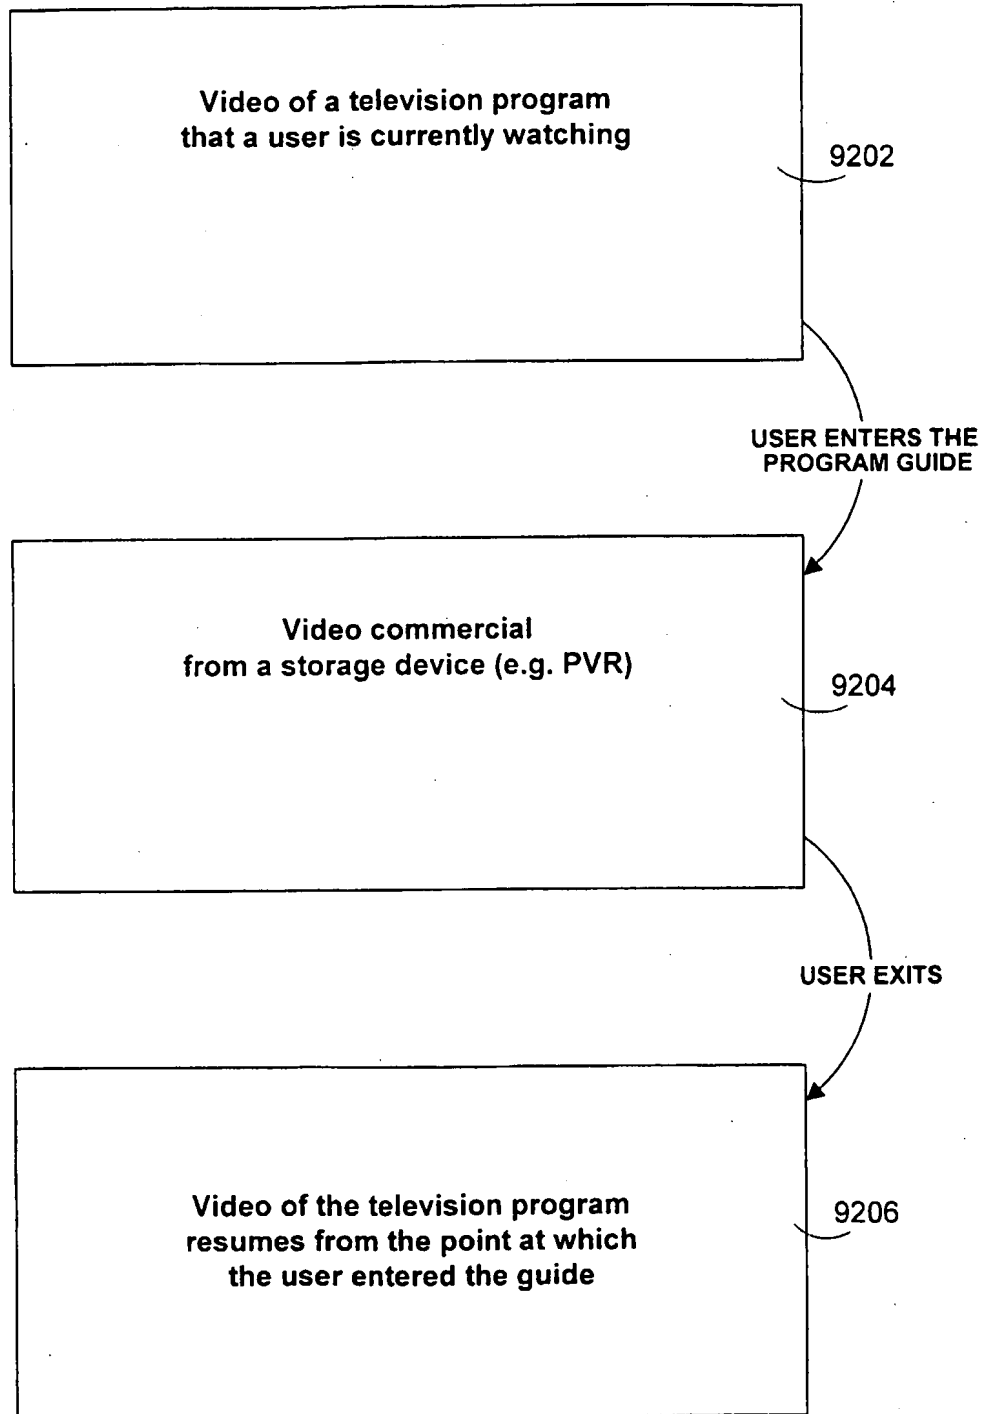 Video of a television program
that a user is currently watching
9202
USER ENTERS THE
PROGRAM GUIDE
Video commercial
from a storage device (e.g. PVR)
9204
USER EXITS
Video of the television program
resumes from the point at which
the user entered the guide
9206